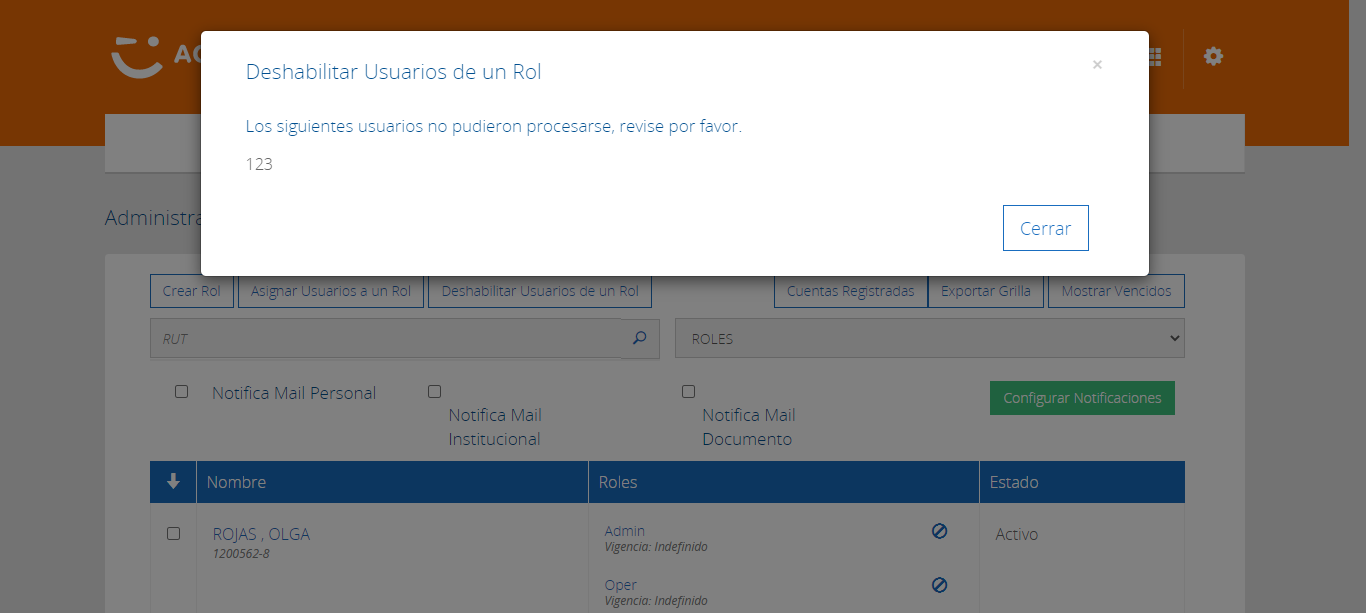 Deshabilitar Usuarios de un Rol
×
Los siguientes usuarios no pudieron procesarse, revise por favor.
123
Cerrar
Crear Rol Asignar Usuarios a un Rol Deshabilitar Usuarios de un Rol Cuentas Registradas Exportar Grilla Mostrar Vencidos
RUT ROLES
Notifica Mail Personal
Notifica Mail
Institucional
Notifica Mail
Documento
Configurar Notificaciones
Nombre Roles Estado
ROJAS , OLGA
1200562-8
Admin
Vigencia: Indefinido
Oper
Vigencia: Indefinido
Activo